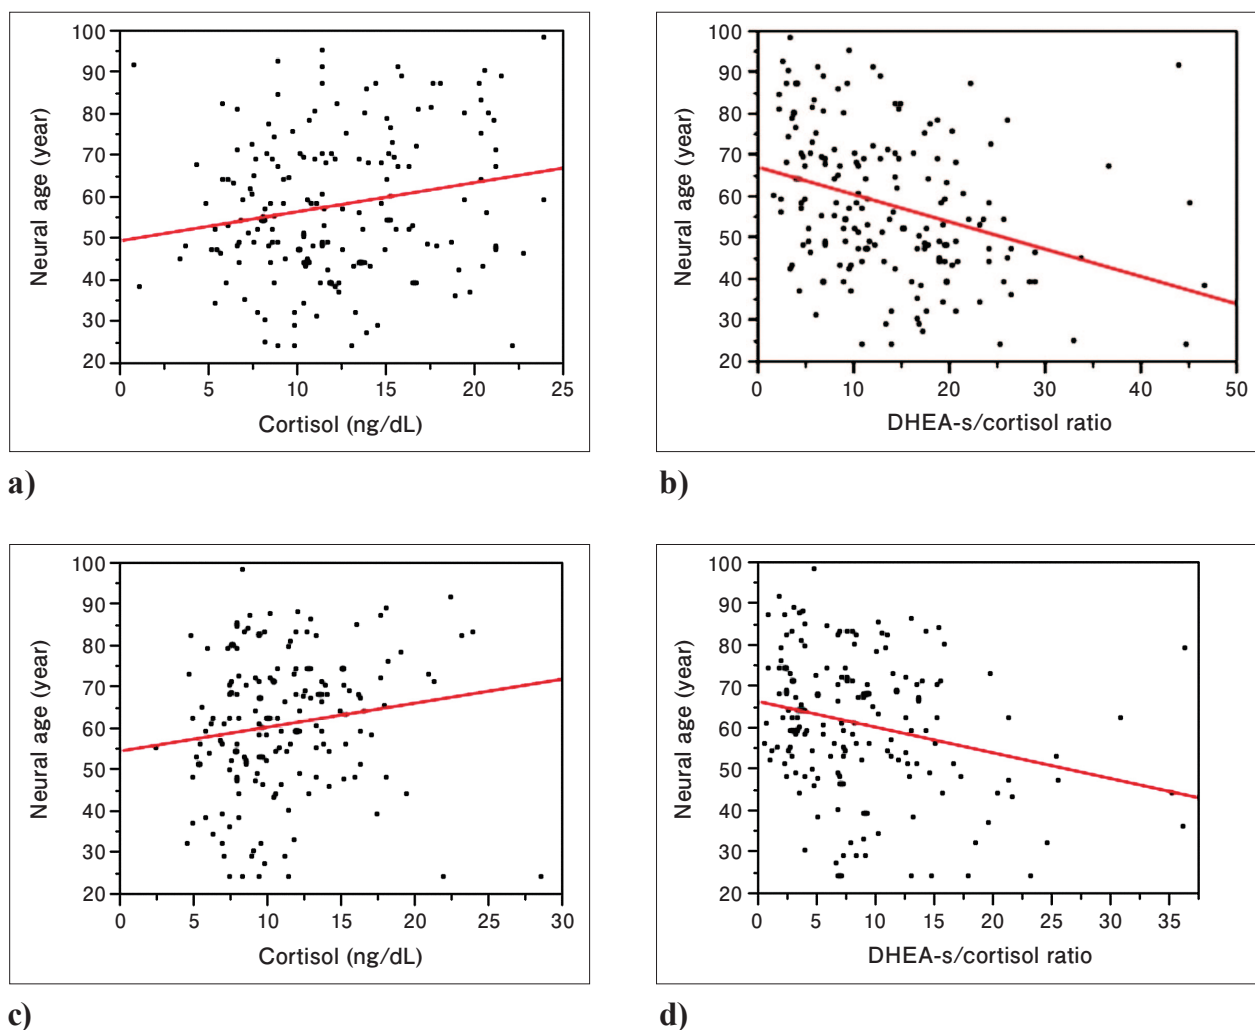 Neural age (year)
100
90
80
70
60
50
40
30
20
0 5 10 15 20 25
Cortisol (ng/dL)
a)
Neural age (year)
100
90
80
70
60
50
40
30
20
0 10 20 30 40 50
DHEA-s/cortisol ratio
b)
Neural age (year)
100
90
80
70
60
50
40
30
20
0 5 10 15 20 25 30
Cortisol (ng/dL)
c)
Neural age (year)
100
90
80
70
60
50
40
30
20
0 5 10 15 20 25 30 35
DHEA-s/cortisol ratio
d)